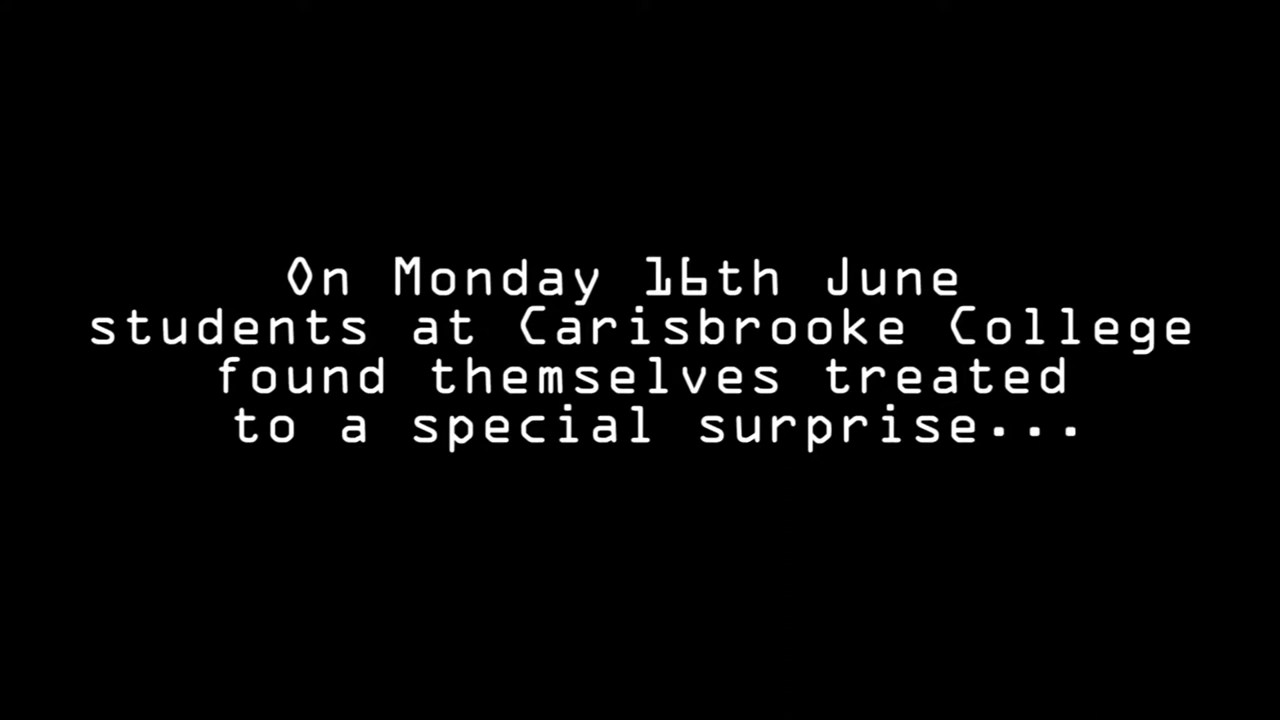 On Monday 16th June
students at Carisbrooke College
found themselves treated
to a special surprise...